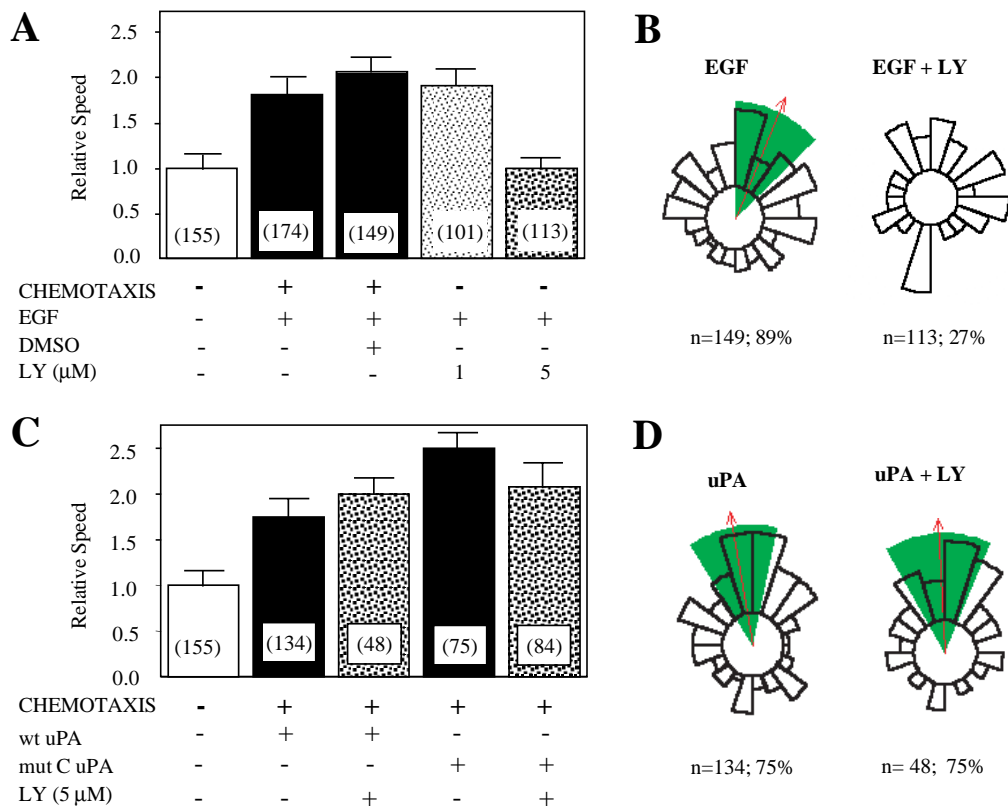 A
Relative Speed
2.5
2.0
1.5
1.0
0.5
0.0
(155) (174) (149) (101) (113)
CHEMOTAXIS - + + - -
EGF - + + + +
DMSO - - + - -
LY (μM) - - - 1 5
B
EGF EGF + LY
n=149; 89% n=113; 27%
C
Relative Speed
2.5
2.0
1.5
1.0
0.5
0.0
(155) (134) (48) (75) (84)
CHEMOTAXIS - + + + +
wt uPA - + + - -
mut C uPA - - - + +
LY (5 μM) - - + - +
D
uPA uPA + LY
n=134; 75% n= 48; 75%